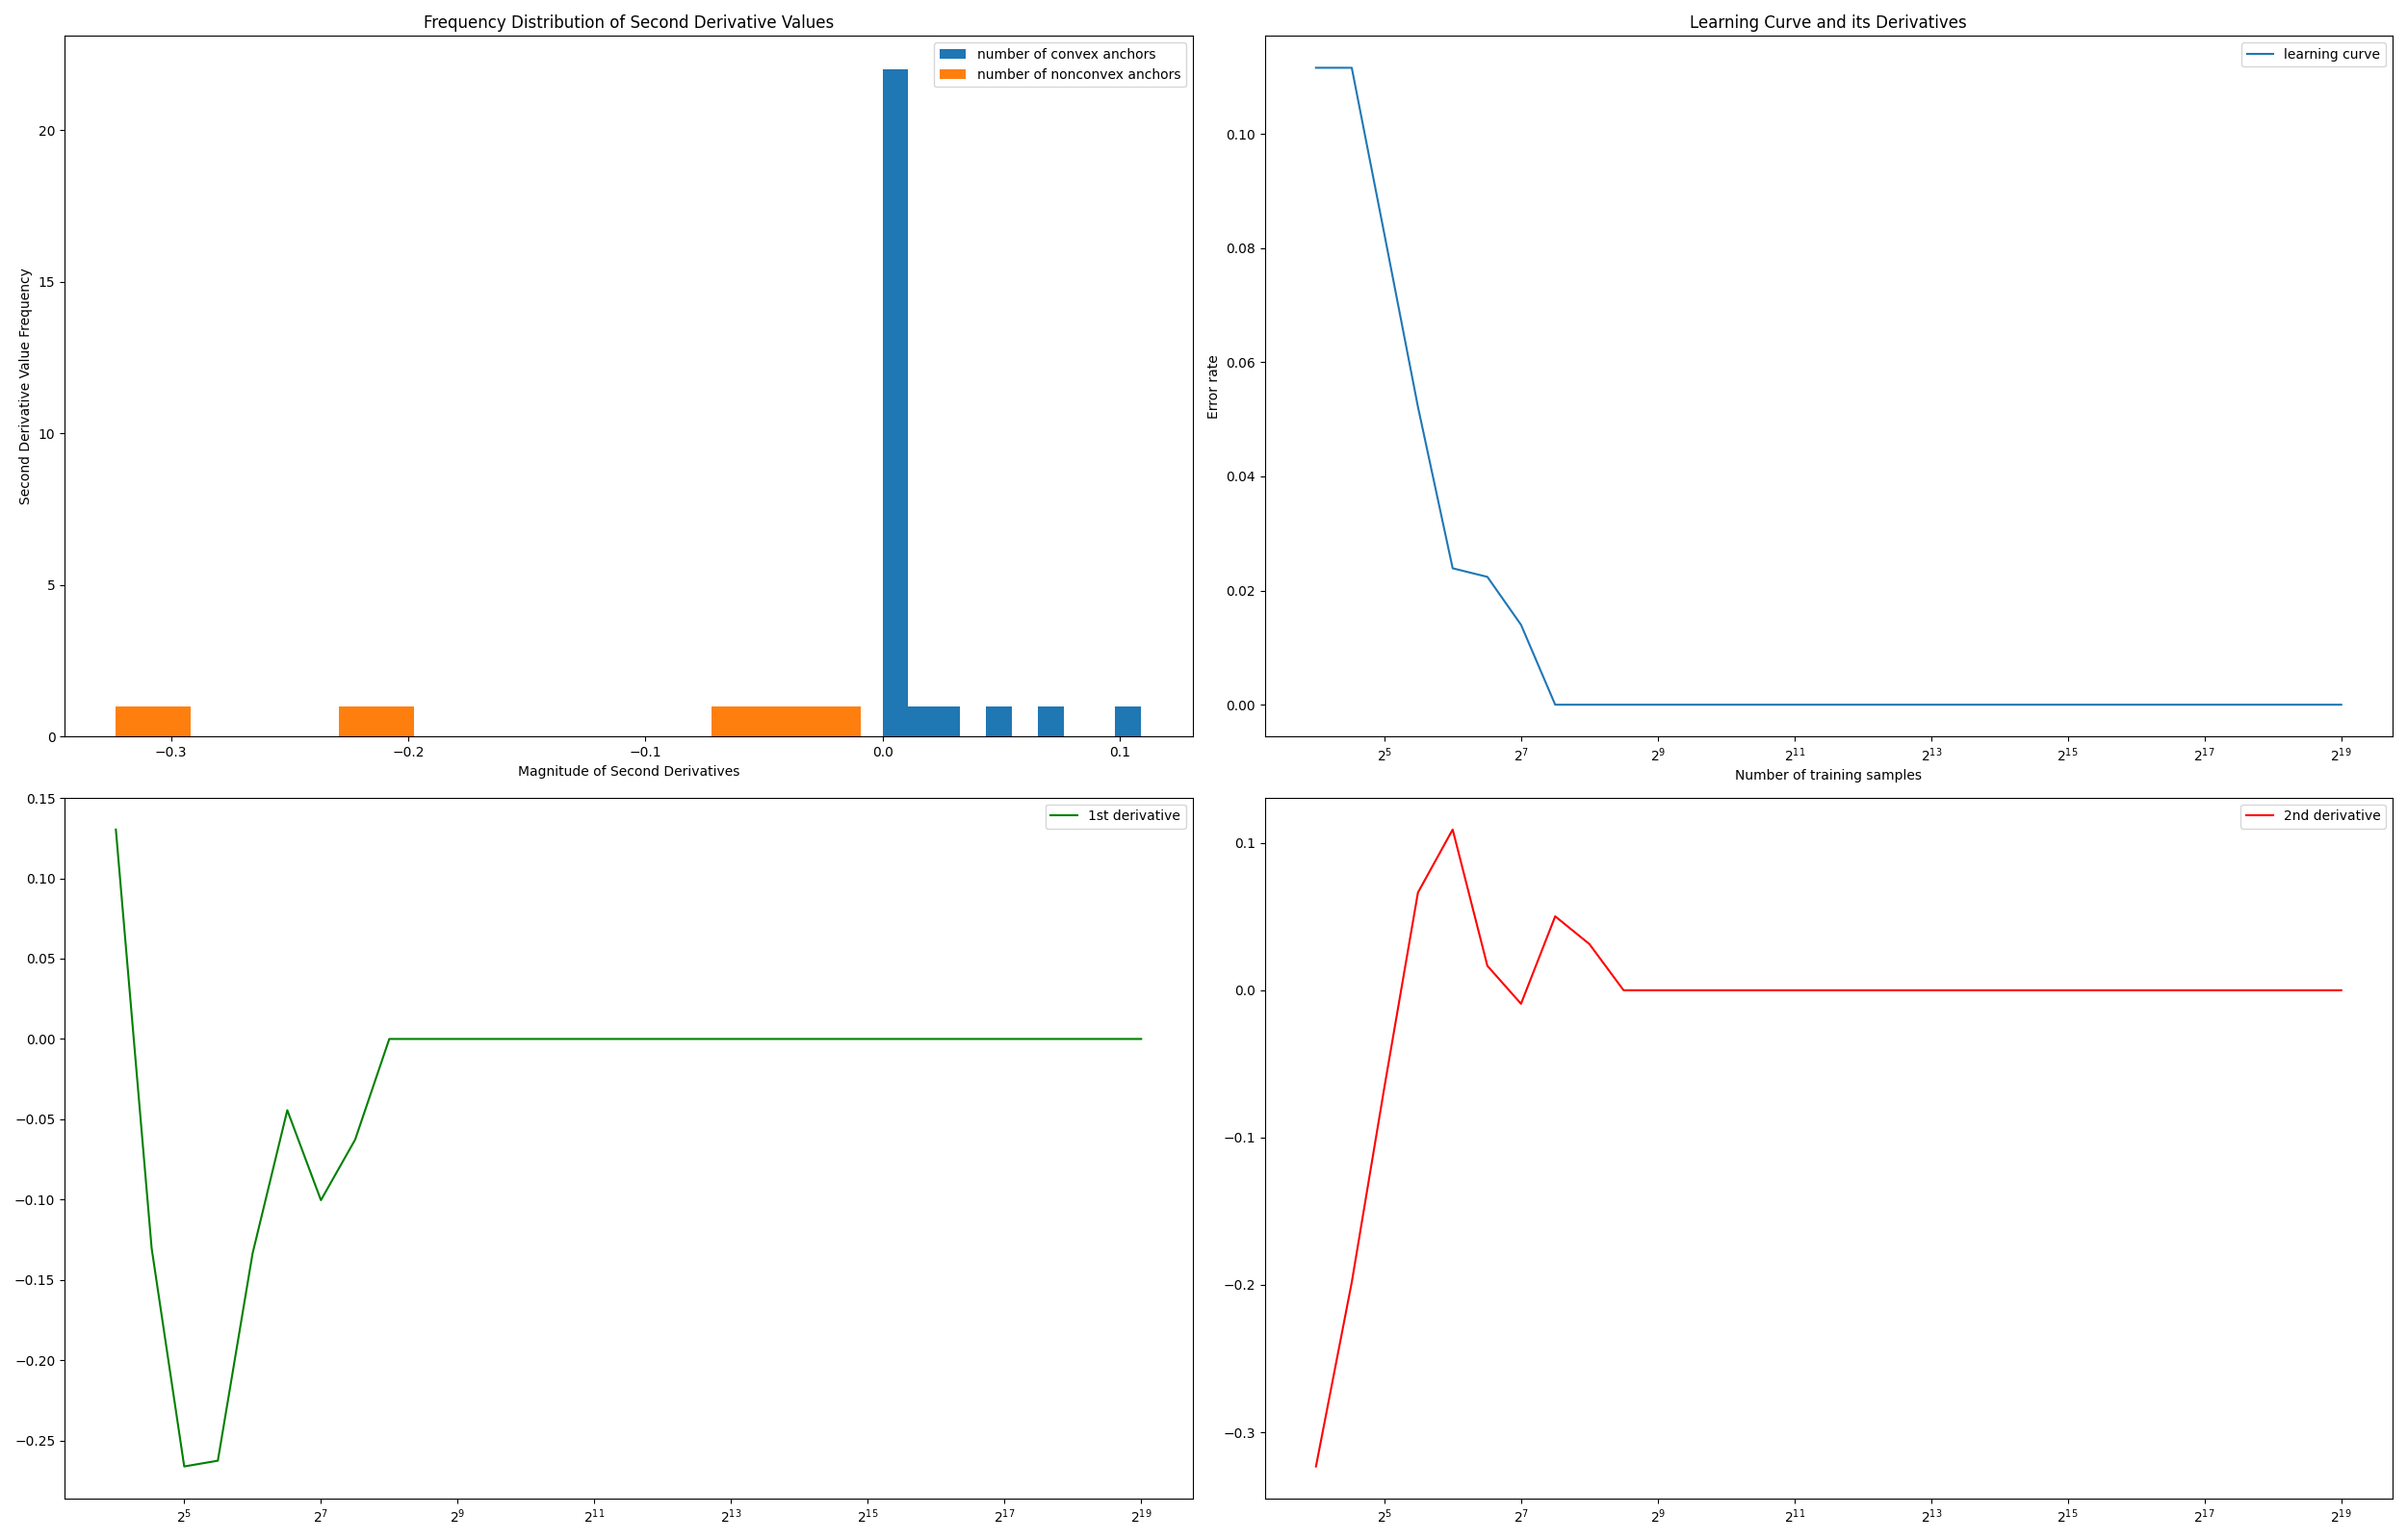 Frequency Distribution of Second Derivative Values
number of convex anchors
number of nonconvex anchors
Second Derivative Value Frequency
20
15
10
5
0
−0.3 −0.2 −0.1 0.0 0.1
Magnitude of Second Derivatives
Learning Curve and its Derivatives
learning curve
Error rate
0.10
0.08
0.06
0.04
0.02
0.00
2^5 2^7 2^9 2^11 2^13 2^15 2^17 2^19
Number of training samples
1st derivative
0.15
0.10
0.05
0.00
−0.05
−0.10
−0.15
−0.20
−0.25
2^5 2^7 2^9 2^11 2^13 2^15 2^17 2^19
2nd derivative
0.1
0.0
−0.1
−0.2
−0.3
2^5 2^7 2^9 2^11 2^13 2^15 2^17 2^19